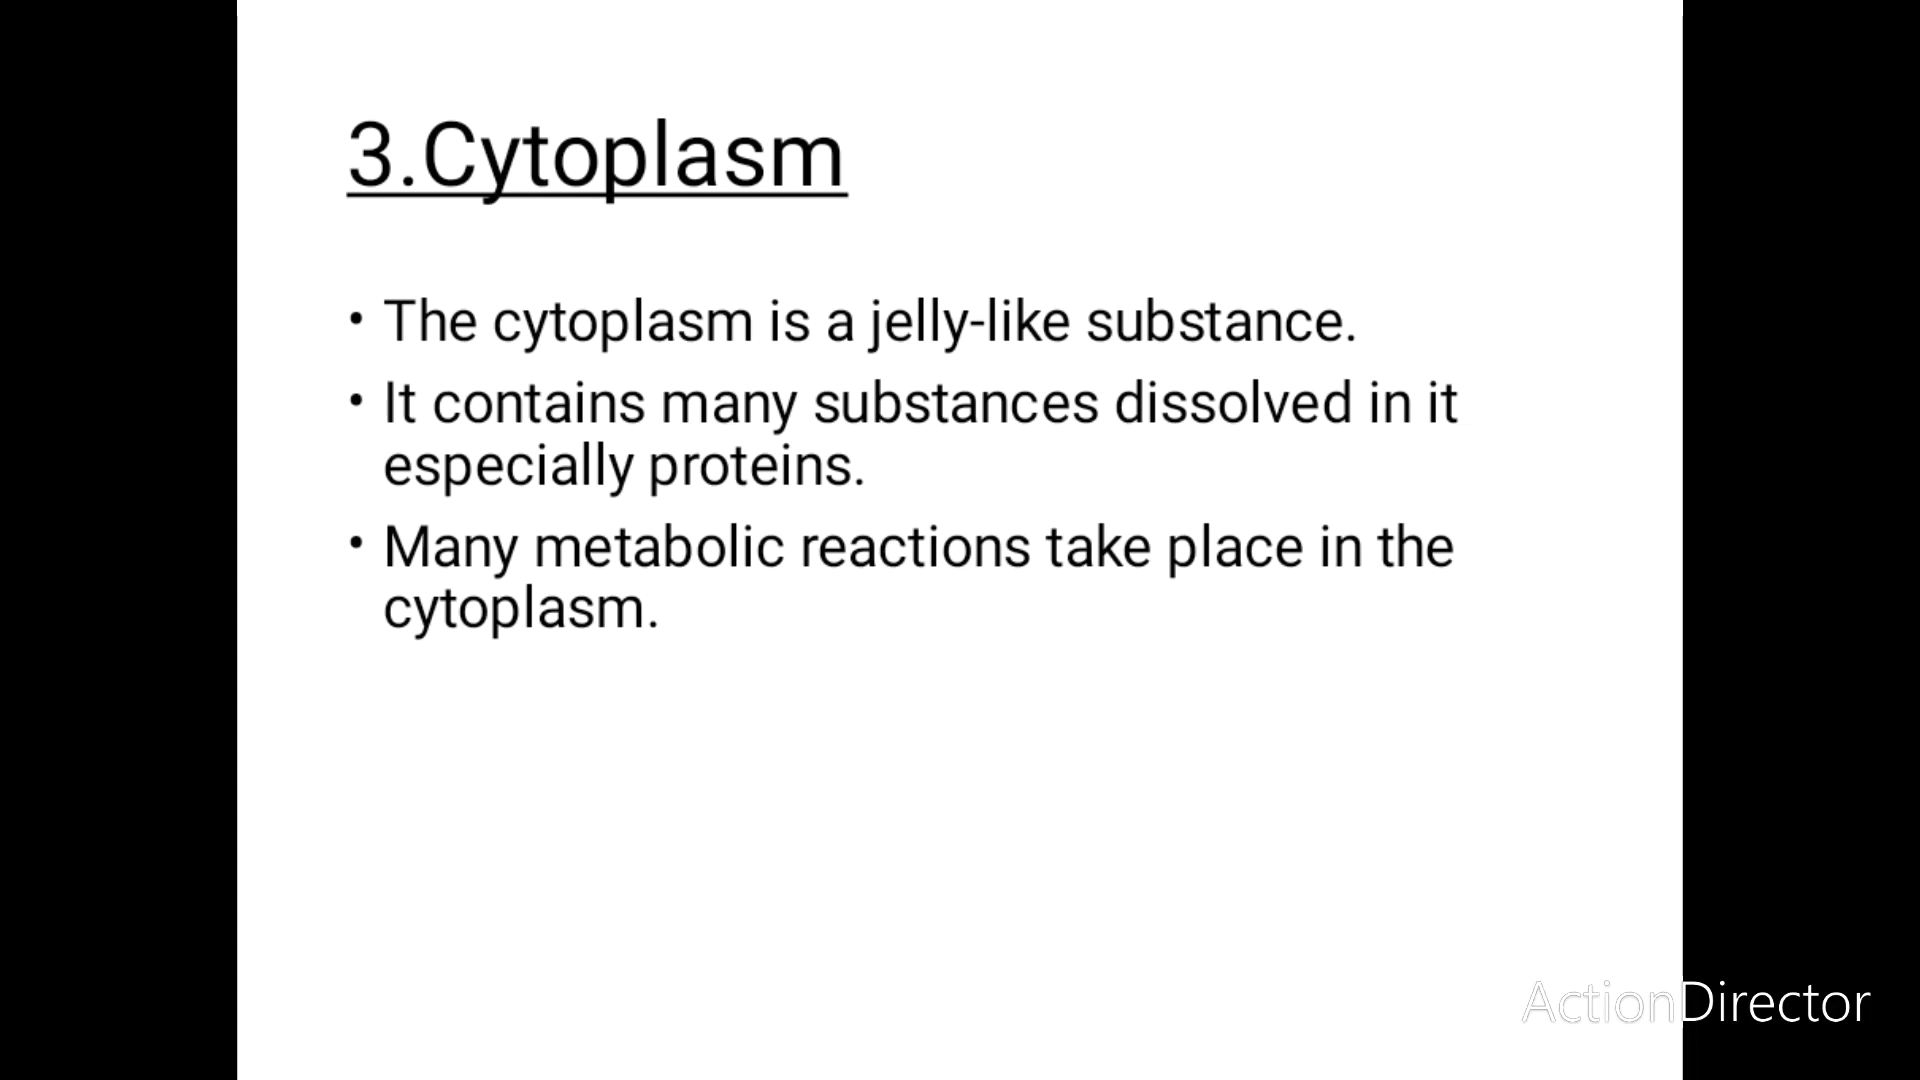 3.Cytoplasm
• The cytoplasm is a jelly-like substance.
• It contains many substances dissolved in it
especially proteins.
• Many metabolic reactions take place in the
cytoplasm.
ActionDirector